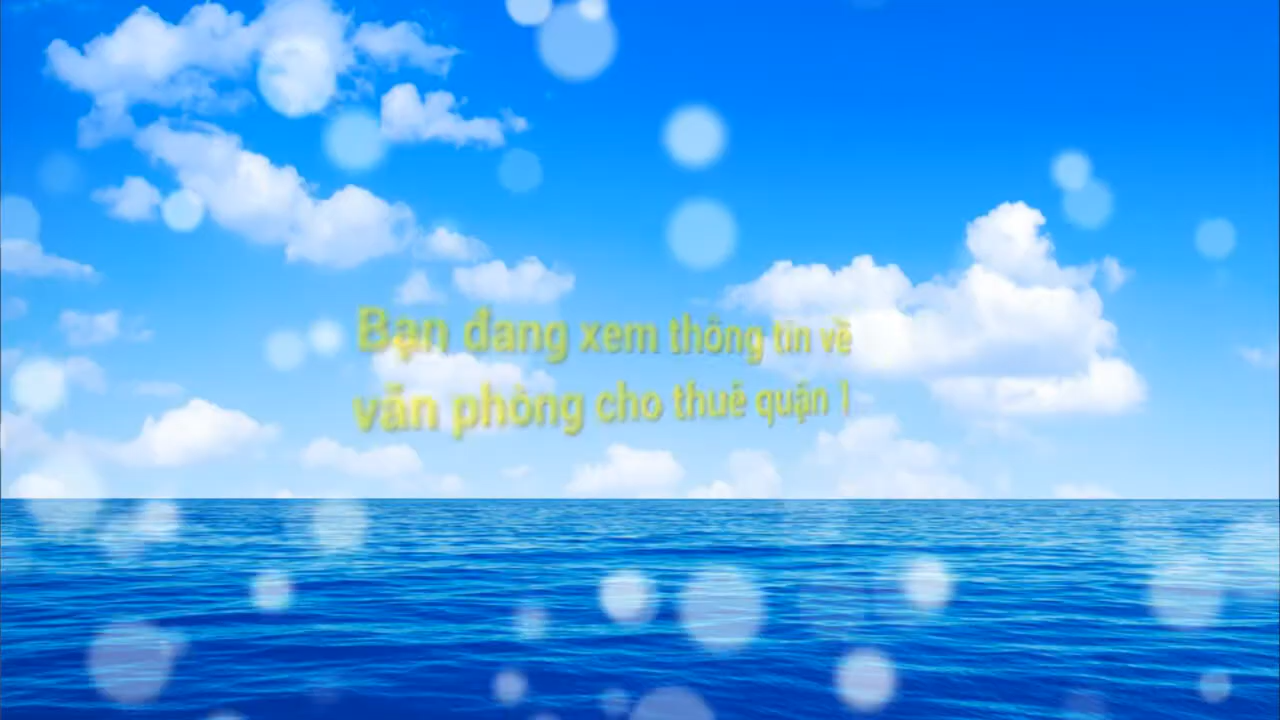 Bạn đang xem thông tin về
văn phòng cho thuê quận 1